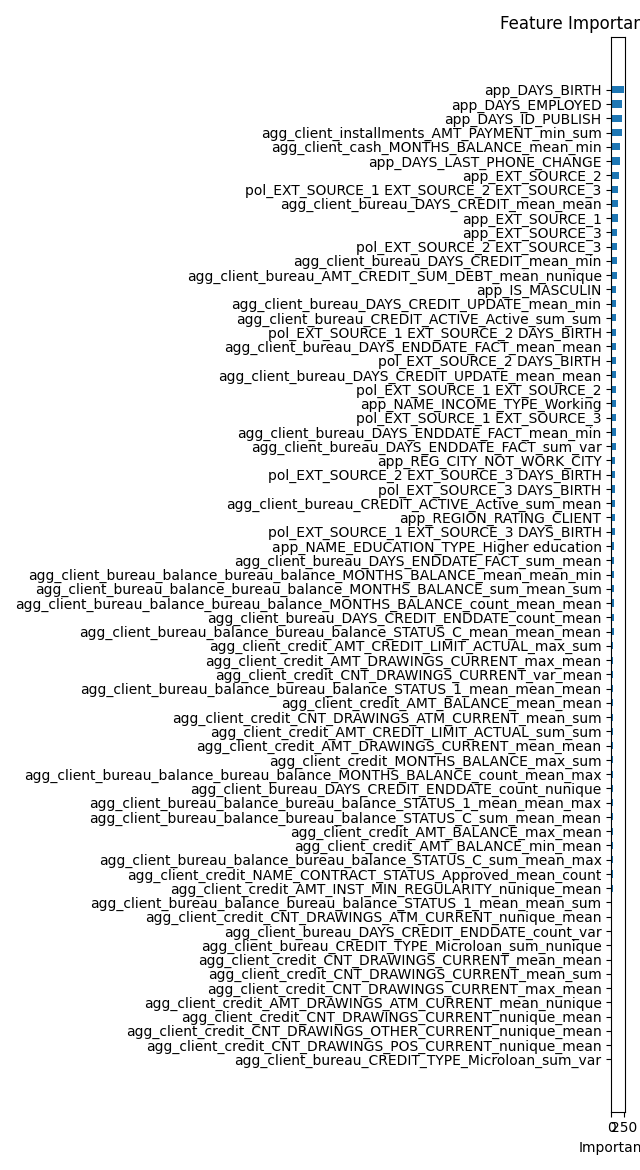 Feature Importan
app_DAYS_BIRTH
app_DAYS_EMPLOYED
app_DAYS_ID_PUBLISH
agg_client_installments_AMT_PAYMENT_min_sum
agg_client_cash_MONTHS_BALANCE_mean_min
app_DAYS_LAST_PHONE_CHANGE
app_EXT_SOURCE_2
pol_EXT_SOURCE_1 EXT_SOURCE_2 EXT_SOURCE_3
agg_client_bureau_DAYS_CREDIT_mean_mean
app_EXT_SOURCE_1
app_EXT_SOURCE_3
pol_EXT_SOURCE_2 EXT_SOURCE_3
agg_client_bureau_DAYS_CREDIT_mean_min
agg_client_bureau_AMT_CREDIT_SUM_DEBT_mean_nunique
app_IS_MASCULIN
agg_client_bureau_DAYS_CREDIT_UPDATE_mean_min
agg_client_bureau_CREDIT_ACTIVE_Active_sum_sum
pol_EXT_SOURCE_1 EXT_SOURCE_2 DAYS_BIRTH
agg_client_bureau_DAYS_ENDDATE_FACT_mean_mean
pol_EXT_SOURCE_2 DAYS_BIRTH
agg_client_bureau_DAYS_CREDIT_UPDATE_mean_mean
pol_EXT_SOURCE_1 EXT_SOURCE_2
app_NAME_INCOME_TYPE_Working
pol_EXT_SOURCE_1 EXT_SOURCE_3
agg_client_bureau_DAYS_ENDDATE_FACT_mean_min
agg_client_bureau_DAYS_ENDDATE_FACT_sum_var
app_REG_CITY_NOT_WORK_CITY
pol_EXT_SOURCE_2 EXT_SOURCE_3 DAYS_BIRTH
pol_EXT_SOURCE_3 DAYS_BIRTH
agg_client_bureau_CREDIT_ACTIVE_Active_sum_mean
app_REGION_RATING_CLIENT
pol_EXT_SOURCE_1 EXT_SOURCE_3 DAYS_BIRTH
app_NAME_EDUCATION_TYPE_Higher education
agg_client_bureau_DAYS_ENDDATE_FACT_sum_mean
agg_client_bureau_balance_bureau_balance_MONTHS_BALANCE_mean_mean_min
agg_client_bureau_balance_bureau_balance_MONTHS_BALANCE_sum_mean_sum
agg_client_bureau_balance_bureau_balance_MONTHS_BALANCE_count_mean_mean
agg_client_bureau_DAYS_CREDIT_ENDDATE_count_mean
agg_client_bureau_balance_bureau_balance_STATUS_C_mean_mean_mean
agg_client_credit_AMT_CREDIT_LIMIT_ACTUAL_max_sum
agg_client_credit_AMT_DRAWINGS_CURRENT_max_mean
agg_client_credit_CNT_DRAWINGS_CURRENT_var_mean
agg_client_bureau_balance_bureau_balance_STATUS_1_mean_mean_mean
agg_client_credit_AMT_BALANCE_mean_mean
agg_client_credit_CNT_DRAWINGS_ATM_CURRENT_mean_sum
agg_client_credit_AMT_CREDIT_LIMIT_ACTUAL_sum_sum
agg_client_credit_AMT_DRAWINGS_CURRENT_mean_mean
agg_client_credit_MONTHS_BALANCE_max_sum
agg_client_bureau_balance_bureau_balance_MONTHS_BALANCE_count_mean_max
agg_client_bureau_DAYS_CREDIT_ENDDATE_count_nunique
agg_client_bureau_balance_bureau_balance_STATUS_1_mean_mean_max
agg_client_bureau_balance_bureau_balance_STATUS_C_sum_mean_mean
agg_client_credit_AMT_BALANCE_max_mean
agg_client_credit_AMT_BALANCE_min_mean
agg_client_bureau_balance_bureau_balance_STATUS_C_sum_mean_max
agg_client_credit_NAME_CONTRACT_STATUS_Approved_mean_count
agg_client_credit_AMT_INST_MIN_REGULARITY_nunique_mean
agg_client_bureau_balance_bureau_balance_STATUS_1_mean_mean_sum
agg_client_credit_CNT_DRAWINGS_ATM_CURRENT_nunique_mean
agg_client_bureau_DAYS_CREDIT_ENDDATE_count_var
agg_client_bureau_CREDIT_TYPE_Microloan_sum_nunique
agg_client_credit_CNT_DRAWINGS_CURRENT_mean_mean
agg_client_credit_CNT_DRAWINGS_CURRENT_mean_sum
agg_client_credit_CNT_DRAWINGS_CURRENT_max_mean
agg_client_credit_AMT_DRAWINGS_ATM_CURRENT_mean_nunique
agg_client_credit_CNT_DRAWINGS_CURRENT_nunique_mean
agg_client_credit_CNT_DRAWINGS_OTHER_CURRENT_nunique_mean
agg_client_credit_CNT_DRAWINGS_POS_CURRENT_nunique_mean
agg_client_bureau_CREDIT_TYPE_Microloan_sum_var
0 250
Importan